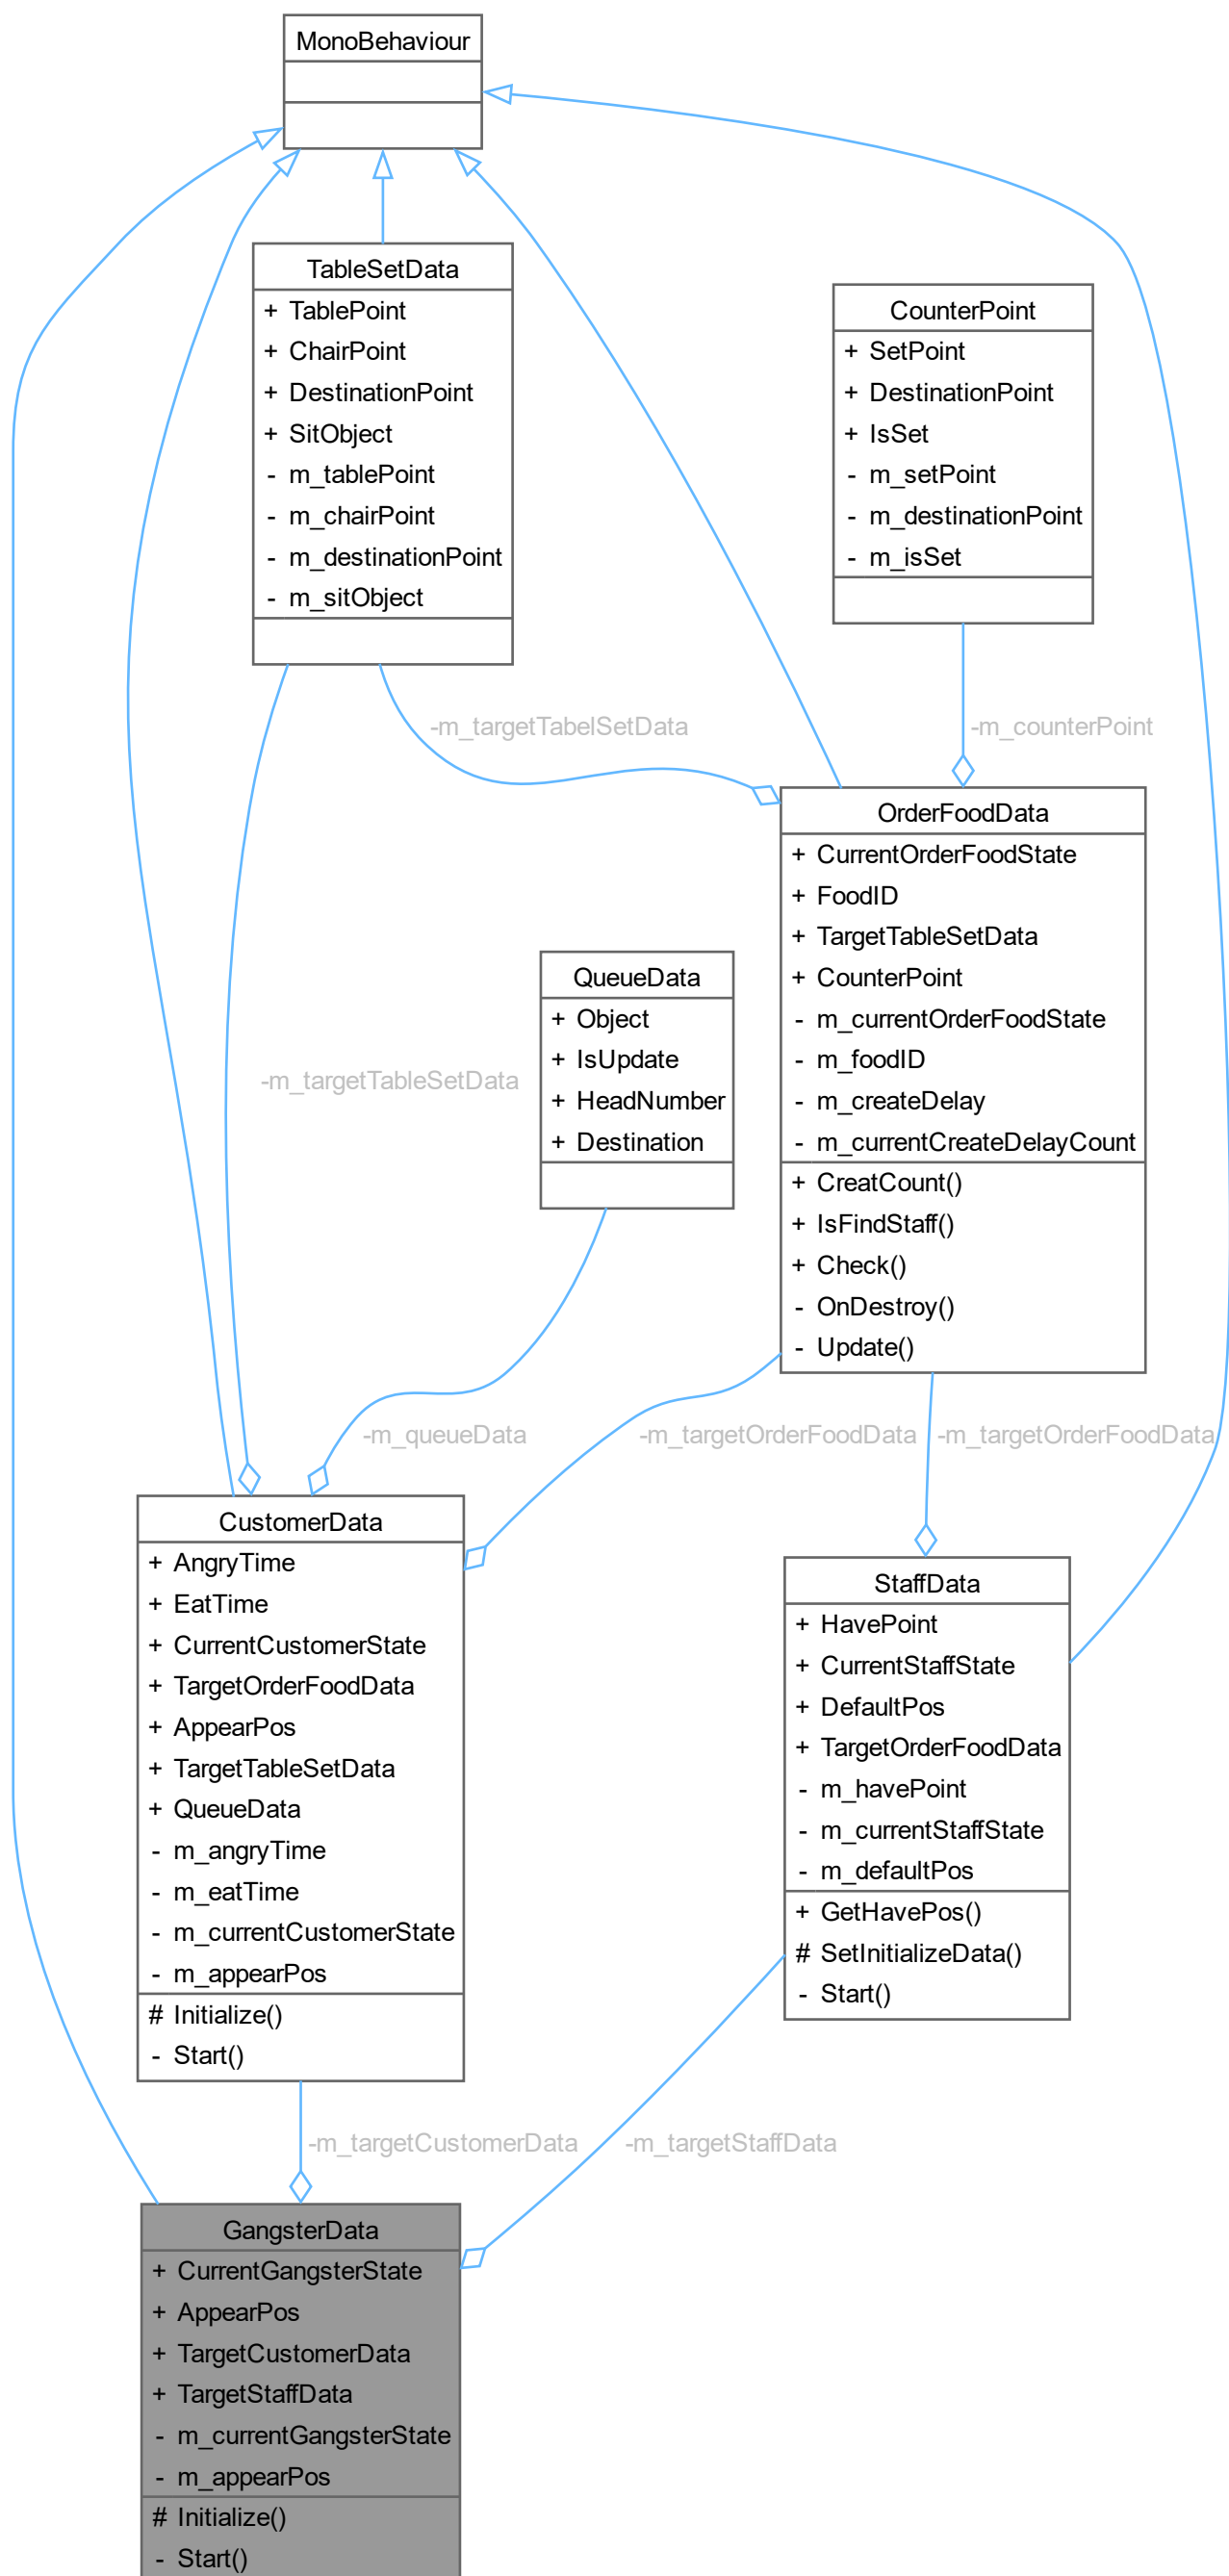 MonoBehaviour
TableSetData
+ TablePoint
+ ChairPoint
+ DestinationPoint
+ SitObject
- m_tablePoint
- m_chairPoint
- m_destinationPoint
- m_sitObject
CounterPoint
+ SetPoint
+ DestinationPoint
+ IsSet
- m_setPoint
- m_destinationPoint
- m_isSet
-m_targetTabelSetData
-m_counterPoint
OrderFoodData
+ CurrentOrderFoodState
+ FoodID
+ TargetTableSetData
+ CounterPoint
- m_currentOrderFoodState
- m_foodID
- m_createDelay
- m_currentCreateDelayCount
+ CreatCount()
+ IsFindStaff()
+ Check()
- OnDestroy()
- Update()
QueueData
+ Object
+ IsUpdate
+ HeadNumber
+ Destination
-m_targetTableSetData
-m_queueData
-m_targetOrderFoodData
-m_targetOrderFoodData
CustomerData
+ AngryTime
+ EatTime
+ CurrentCustomerState
+ TargetOrderFoodData
+ AppearPos
+ TargetTableSetData
+ QueueData
- m_angryTime
- m_eatTime
- m_currentCustomerState
- m_appearPos
# Initialize()
- Start()
StaffData
+ HavePoint
+ CurrentStaffState
+ DefaultPos
+ TargetOrderFoodData
- m_havePoint
- m_currentStaffState
- m_defaultPos
+ GetHavePos()
# SetInitializeData()
- Start()
-m_targetCustomerData
-m_targetStaffData
GangsterData
+ CurrentGangsterState
+ AppearPos
+ TargetCustomerData
+ TargetStaffData
- m_currentGangsterState
- m_appearPos
# Initialize()
- Start()